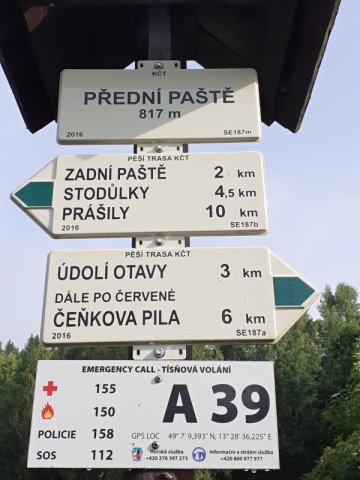 KČT
PŘEDNÍ PAŠTĚ
817 m
2016 SE187m
PĚŠÍ TRASA KČT
ZADNÍ PAŠTĚ 2 km
STODŮLKY 4,5 km
PRÁŠILY 10 km
2016 SE187b
PĚŠÍ TRASA KČT
ÚDOLÍ OTAVY 3 km
DÁLE PO ČERVENÉ
ČEŇKOVA PILA 6 km
2016 SE187a
EMERGENCY CALL - TÍSŇOVÁ VOLÁNÍ
155
150
POLICIE 158
SOS 112
A 39
GPS LOC 49° 7' 9,393" N, 13° 28' 36,225" E
Horská služba
+420 376 397 273
Informační a strážní služba
+420 800 977 577